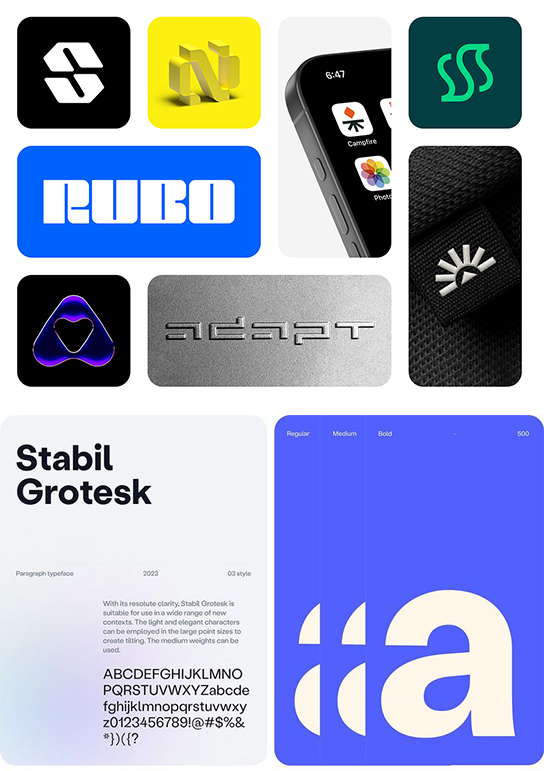 6:47
Campfire
Photo
RUBO
adapt
Stabil
Grotesk
Paragraph typeface 2023 03 style
With its resolute clarity, Stabil Grotesk is
suitable for use in a wide range of new
contexts. The light and elegant characters
can be employed in the large point sizes to
create tilting. The medium weights can be
used.
ABCDEFGHIJKLMNO
PQRSTUVWXYZabcde
fghijklmnopqrstuvwxy
z0123456789!@#$%&
*})({?
Regular Medium Bold - 500
a a a